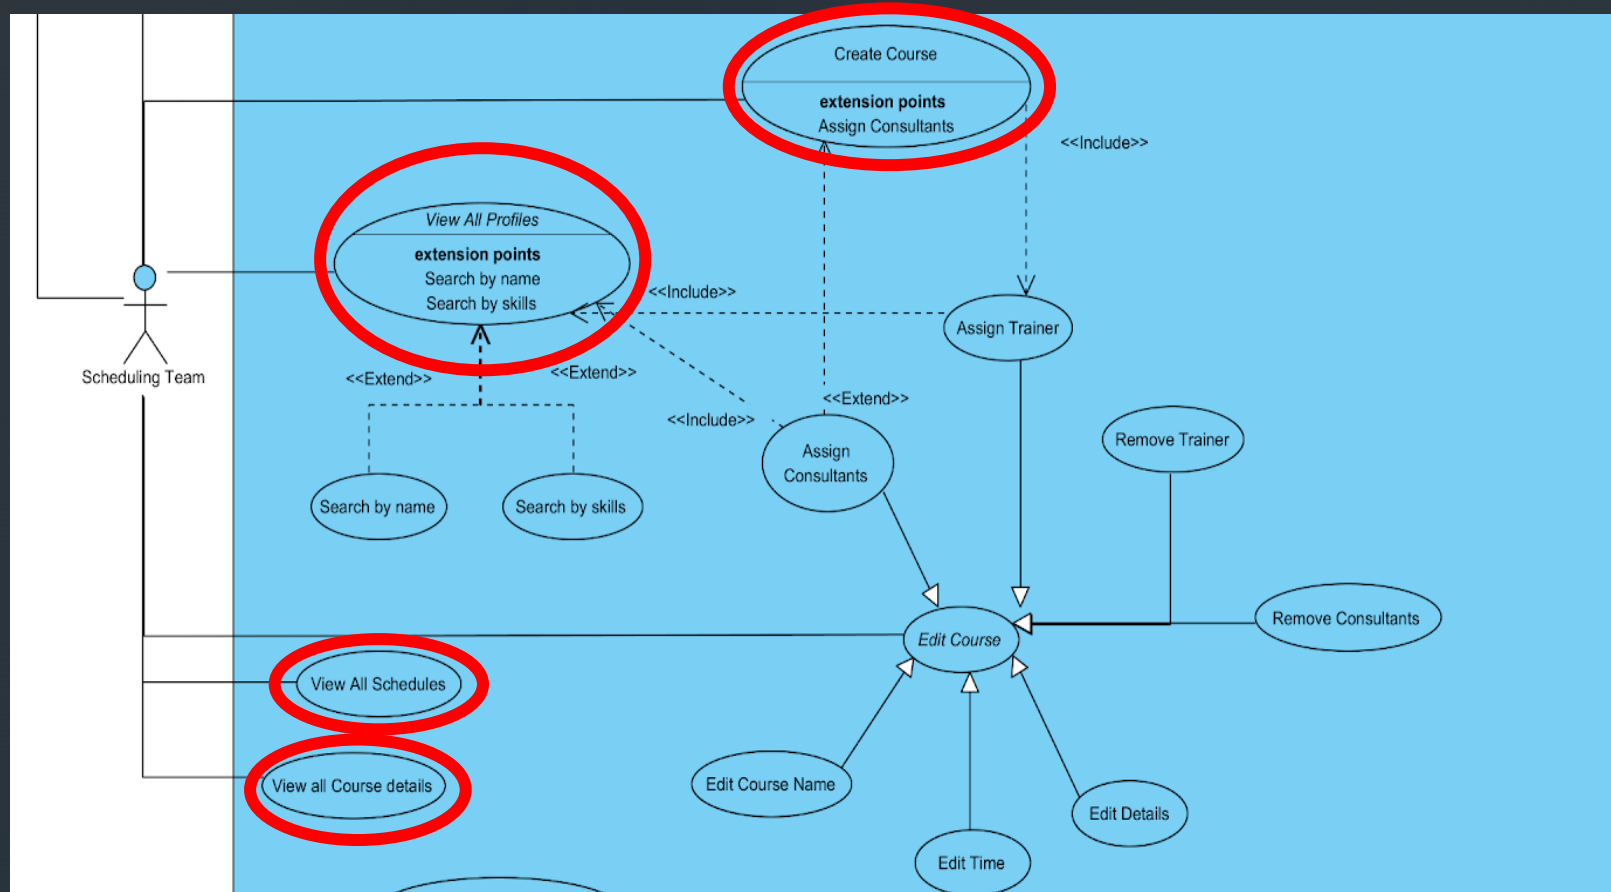 Create Course
extension points
Assign Consultants
<<Include>>
View All Profiles
extension points
Search by name
Search by skills
<<Include>>
Assign Trainer
Scheduling Team
<<Extend>>
<<Extend>>
<<Include>>
<<Extend>>
Assign
Consultants
Remove Trainer
Search by name
Search by skills
Remove Consultants
Edit Course
View All Schedules
View all Course details
Edit Course Name
Edit Details
Edit Time